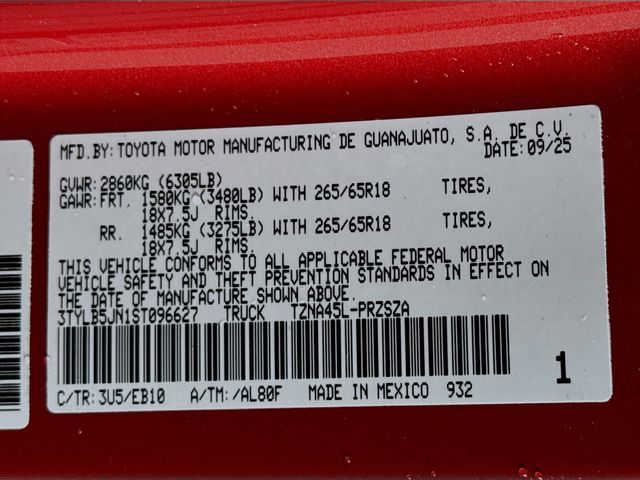 MFD.BY: TOYOTA MOTOR MANUFACTURING DE GUANAJUATO, S.A. DE C.V.
DATE: 09/25
GVWR: 2860KG (6305LB)
GAWR: FRT. 1580KG (3480LB) WITH 265/65R18 TIRES,
18X7.5J RIMS.
RR. 1485KG (3275LB) WITH 265/65R18 TIRES,
18X7.5J RIMS.
THIS VEHICLE CONFORMS TO ALL APPLICABLE FEDERAL MOTOR
VEHICLE SAFETY AND THEFT PREVENTION STANDARDS IN EFFECT ON
THE DATE OF MANUFACTURE SHOWN ABOVE.
3TYLB5JN1ST096627 TRUCK TZNA45L-PRZSZA
1
C/TR: 3U5/EB10 A/TM: /AL80F MADE IN MEXICO 932